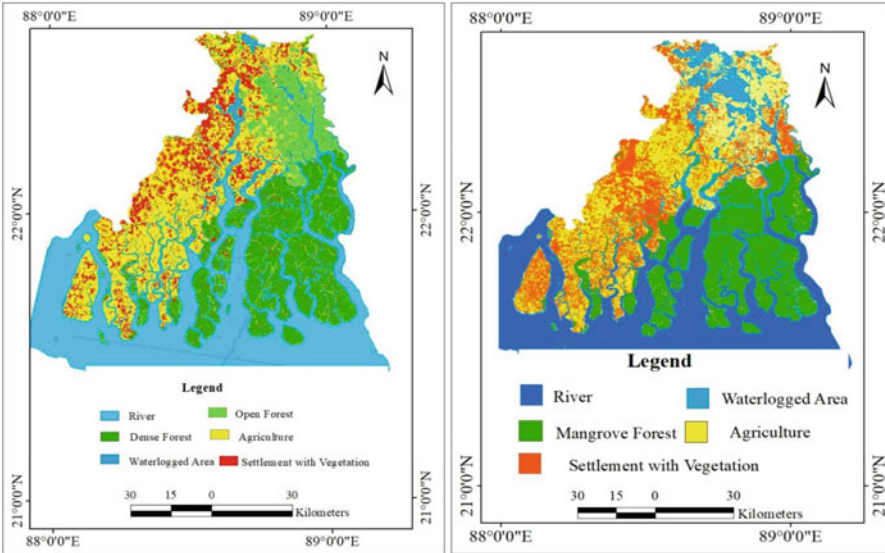 88°0'0"E
89°0'0"E
N
22°0'0"N
22°0'0"N
Legend
River
Open Forest
Dense Forest
Agriculture
Waterlogged Area
Settlement with Vegetation
21°0'0"N
21°0'0"N
30 15 0 30
Kilometers
88°0'0"E
89°0'0"E
88°0'0"E
89°0'0"E
N
22°0'0"N
22°0'0"N
Legend
River
Waterlogged Area
Mangrove Forest
Agriculture
Settlement with Vegetation
21°0'0"N
21°0'0"N
30 15 0 30
Kilometers
88°0'0"E
89°0'0"E